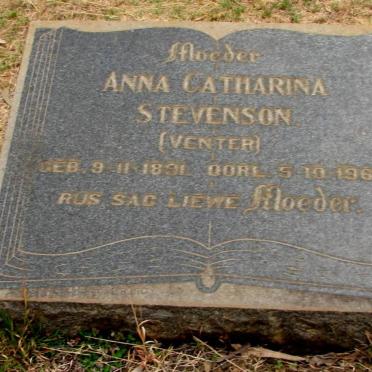 Moeder
ANNA CATHARINA
STEVENSON.
(VENTER)
GEB. 9-11-1891. OORL. 5-10-196
RUS SAG LIEWE Moeder.